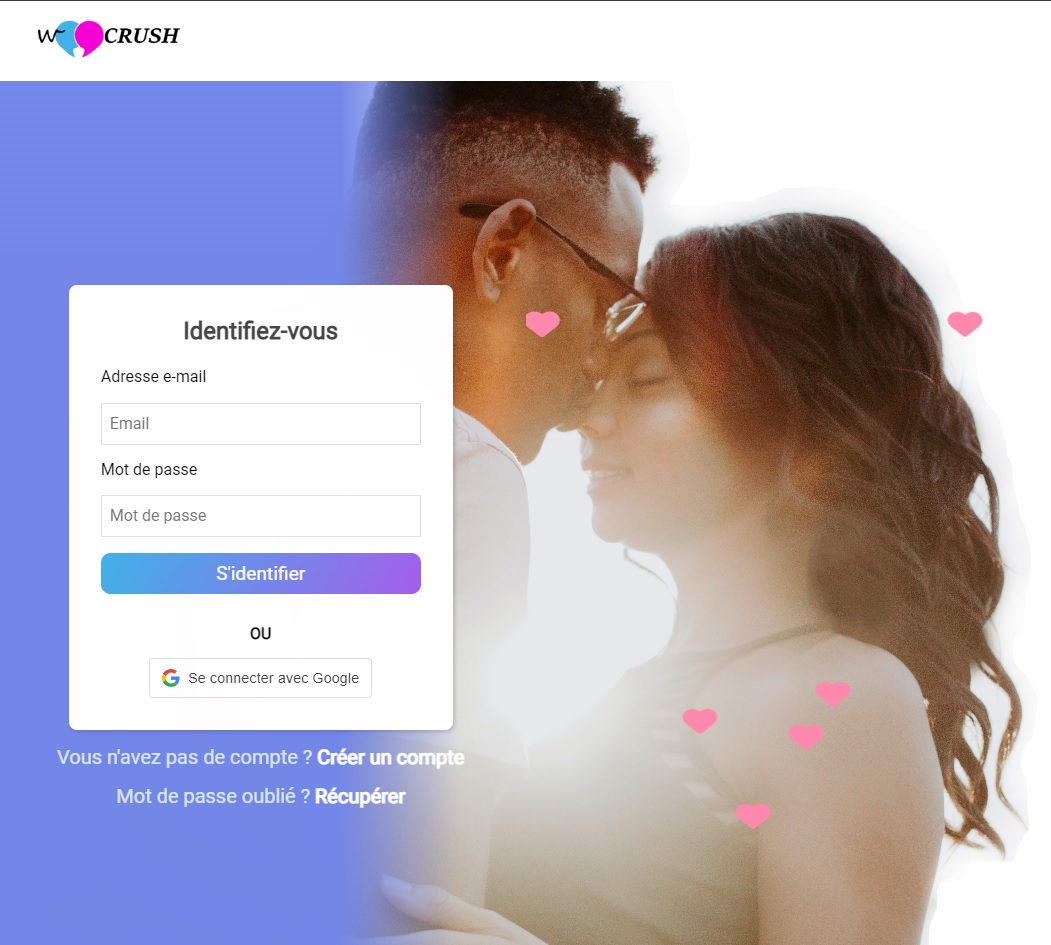 W CRUSH
Identifiez-vous
Adresse e-mail
Email
Mot de passe
Mot de passe
S'identifier
OU
Se connecter avec Google
Vous n'avez pas de compte ? Créer un compte
Mot de passe oublié ? Récupérer